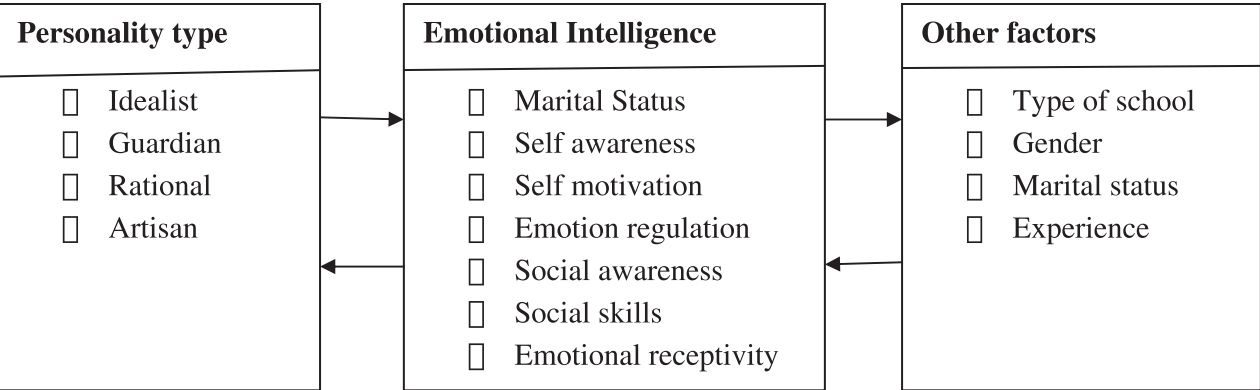 Personality type
Idealist
Guardian
Rational
Artisan
Emotional Intelligence
Marital Status
Self awareness
Self motivation
Emotion regulation
Social awareness
Social skills
Emotional receptivity
Other factors
Type of school
Gender
Marital status
Experience